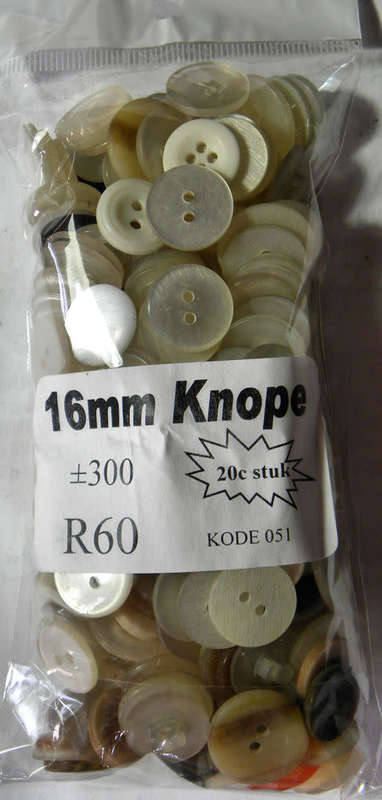 16mm Knope
±300
20c stuk
R60
KODE 051